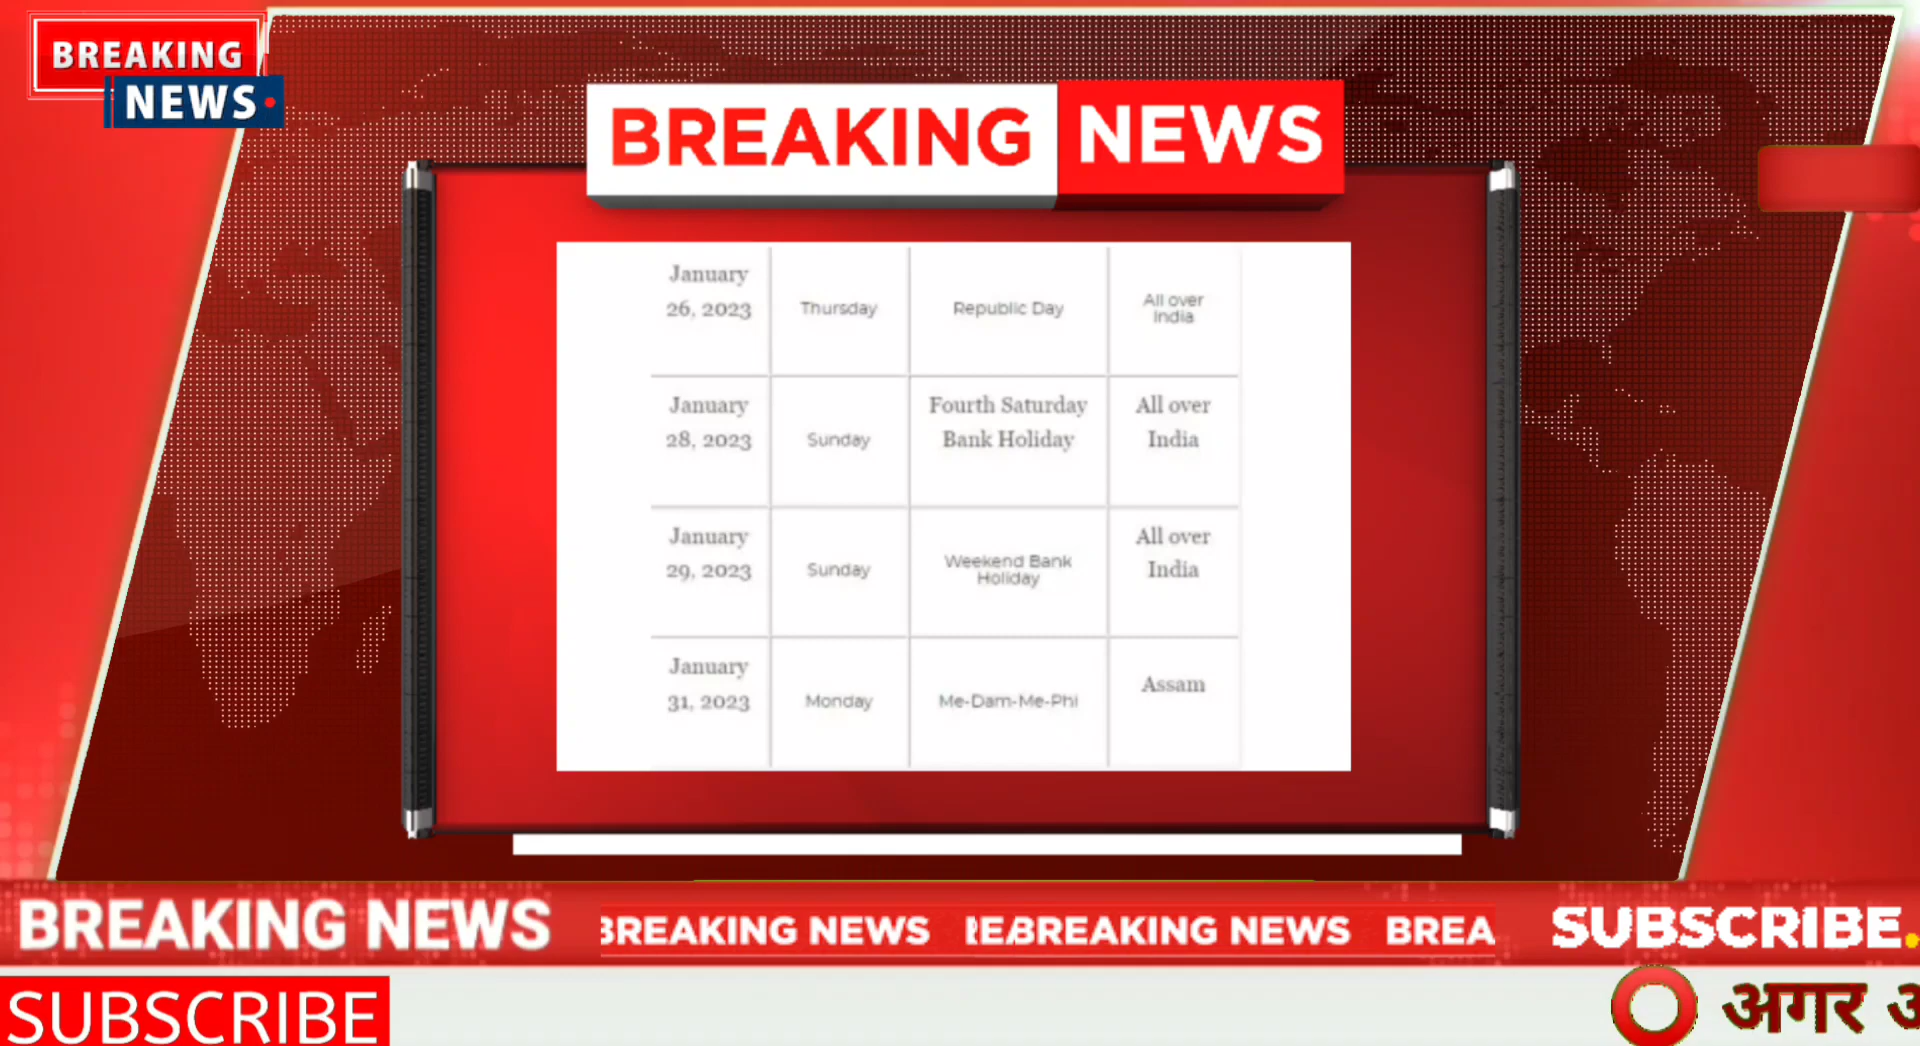 BREAKING
NEWS
BREAKING NEWS
January
26, 2023
Thursday
Republic Day
All over
India
January
28, 2023
Sunday
Fourth Saturday
Bank Holiday
All over
India
January
29, 2023
Sunday
Weekend Bank
Holiday
All over
India
January
31, 2023
Monday
Me-Dam-Me-Phi
Assam
BREAKING NEWS
BREAKING NEWS
BREAKING NEWS
BREA
SUBSCRIBE.
SUBSCRIBE
अगर